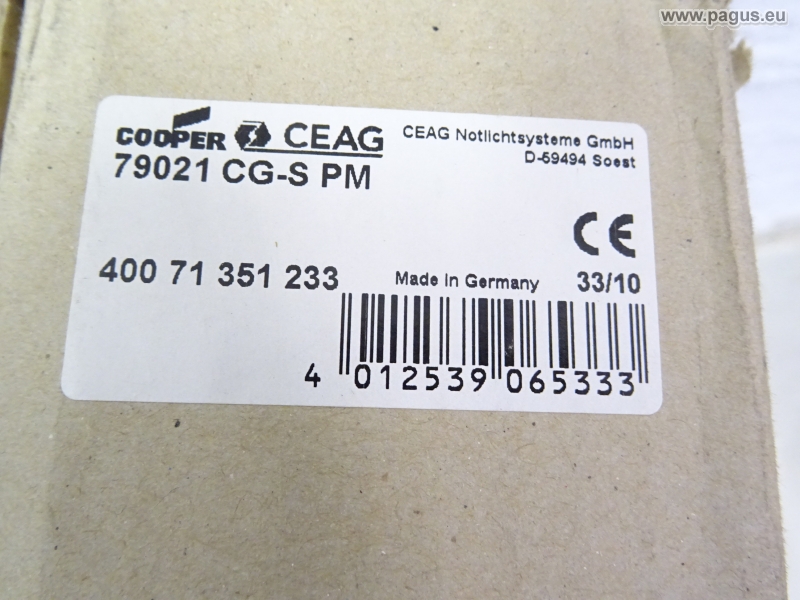 www.pagus.eu
COOPER CEAG
CEAG Notlichtsysteme GmbH
D-59494 Soest
79021 CG-S PM
CE
400 71 351 233
Made in Germany
33/10
4 012539 065333